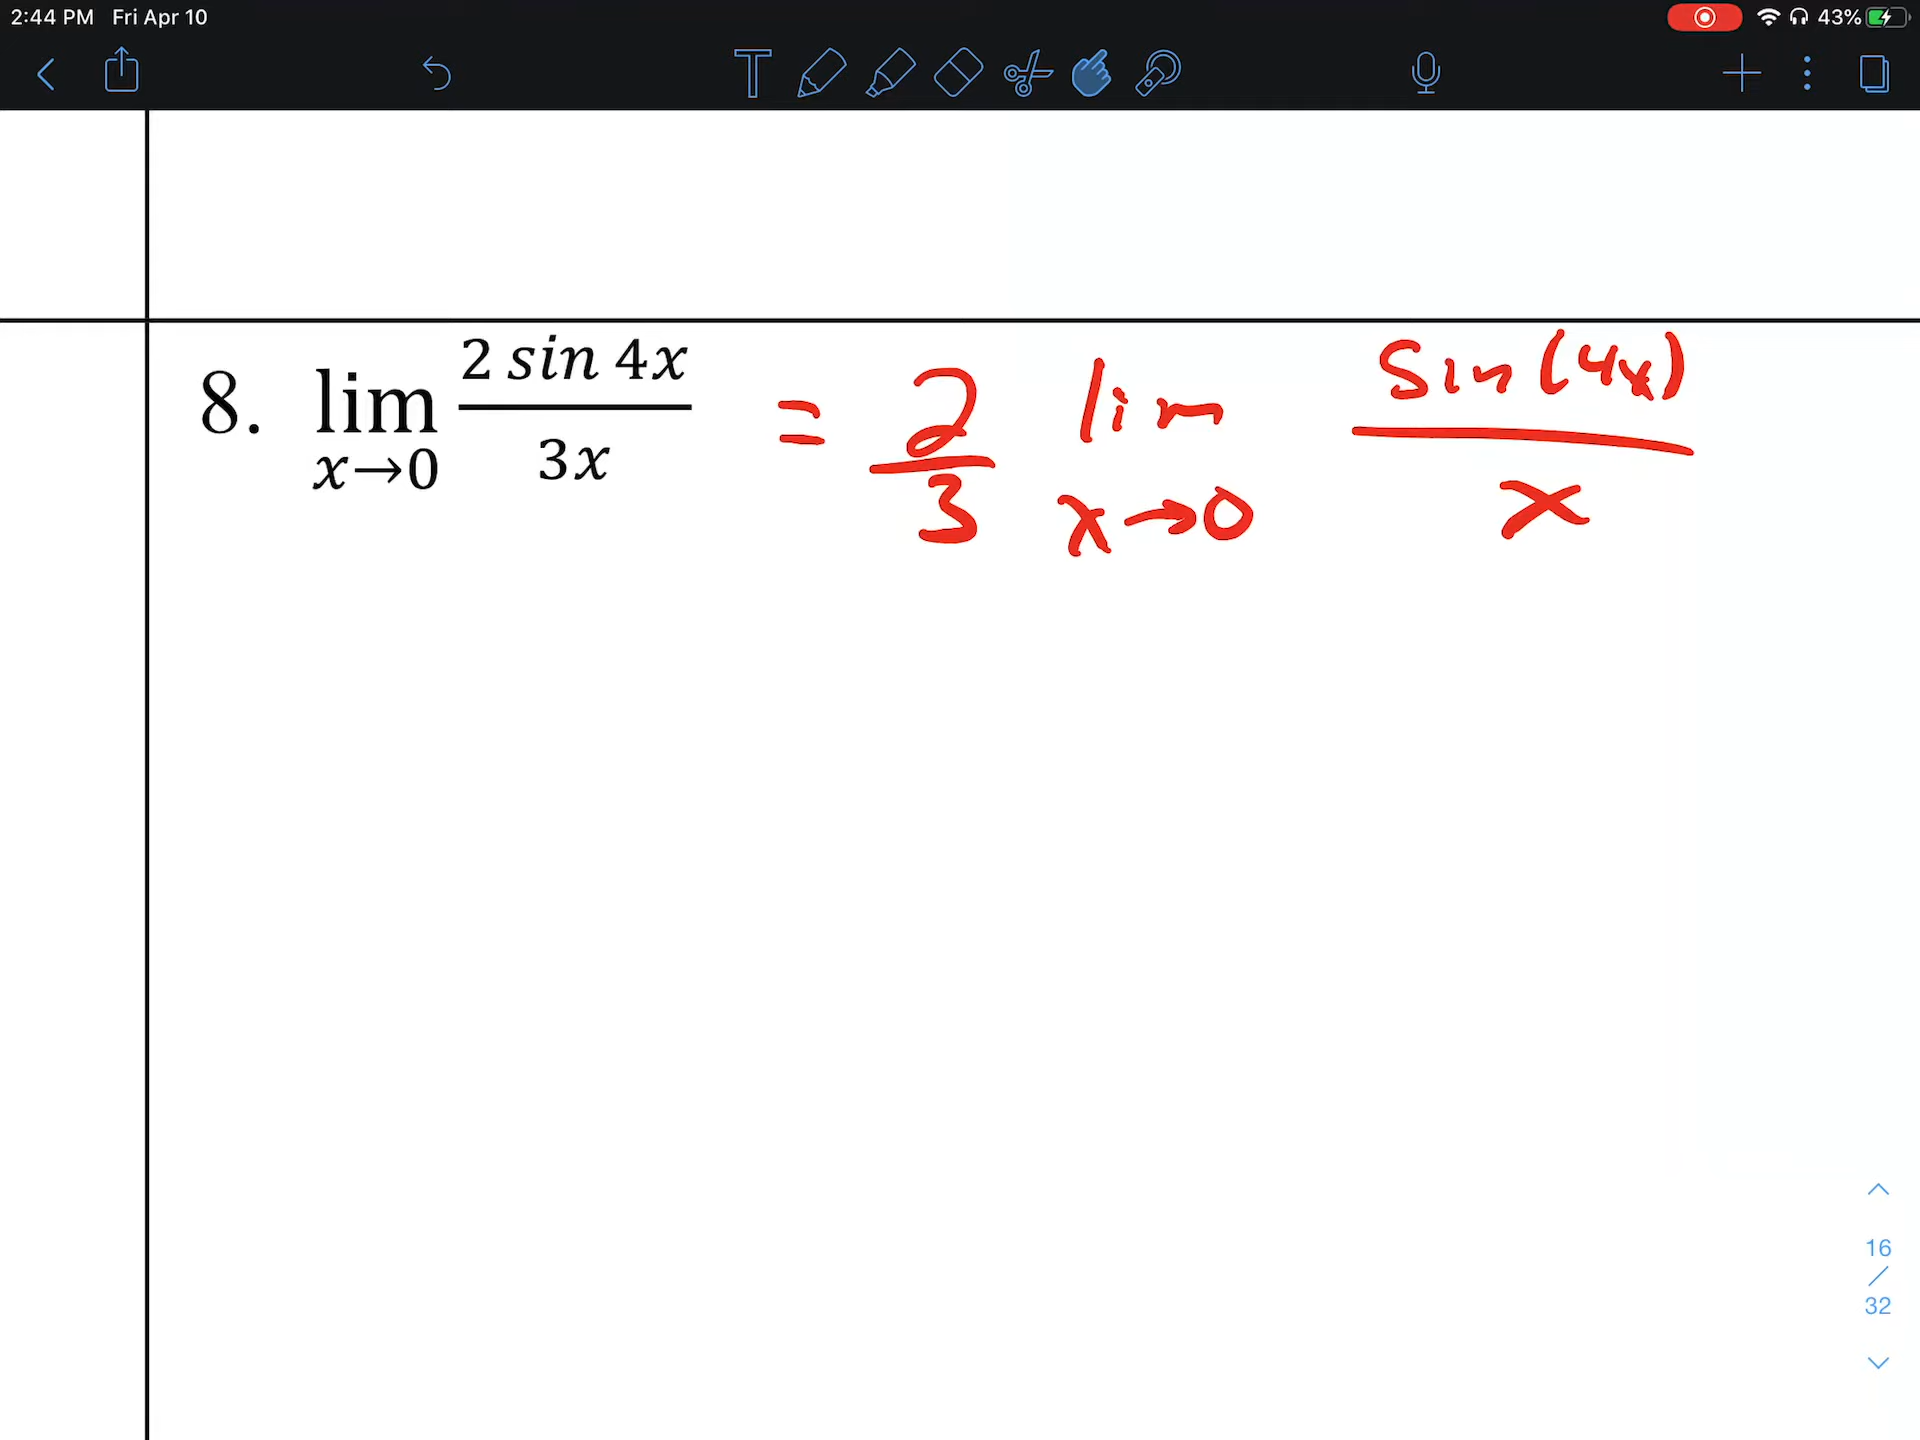 2:44 PM Fri Apr 10 43%
8. lim x→0 2 sin 4x / 3x = 2/3 lim x→0 sin(4x) / x
16
/
32